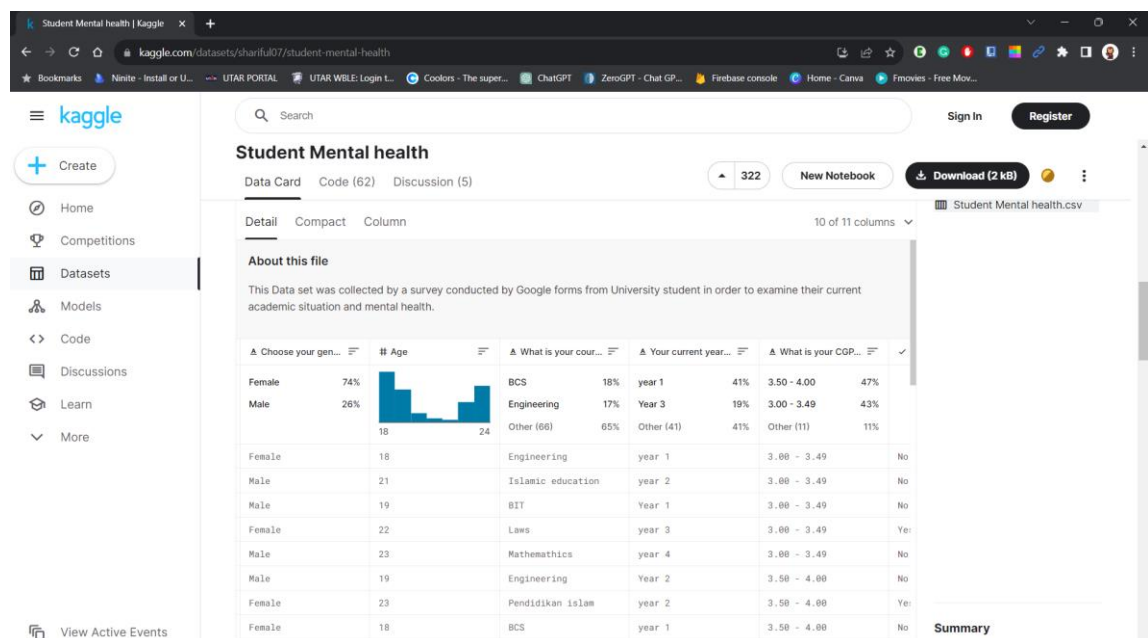 Student Mental health | Kaggle
kaggle.com/datasets/shariful07/student-mental-health
Bookmarks Ninite - Install or U... UTAR PORTAL UTAR WBLE: Login t... Coolors - The super... ChatGPT ZeroGPT - Chat GP... Firebase console Home - Canva Fmovies - Free Mov...
kaggle
Search
Sign In
Register
Create
Home
Competitions
Datasets
Models
Code
Discussions
Learn
More
View Active Events
Student Mental health
Data Card Code (62) Discussion (5)
322 New Notebook Download (2 kB)
Student Mental health.csv
Detail Compact Column
10 of 11 columns
About this file
This Data set was collected by a survey conducted by Google forms from University student in order to examine their current
academic situation and mental health.
Choose your gen... # Age What is your cour... Your current year... What is your CGP...
Female 74% BCS 18% year 1 41% 3.50 - 4.00 47%
Male 26% Engineering 17% Year 3 19% 3.00 - 3.49 43%
18 24 Other (66) 65% Other (41) 41% Other (11) 11%
Female 18 Engineering year 1 3.00 - 3.49 No
Male 21 Islamic education year 2 3.00 - 3.49 No
Male 19 BIT Year 1 3.00 - 3.49 No
Female 22 Laws year 3 3.00 - 3.49 Yes
Male 23 Mathemathics year 4 3.00 - 3.49 No
Male 19 Engineering Year 2 3.50 - 4.00 No
Female 23 Pendidikan islam year 2 3.50 - 4.00 Yes
Female 18 BCS year 1 3.50 - 4.00 No
Summary